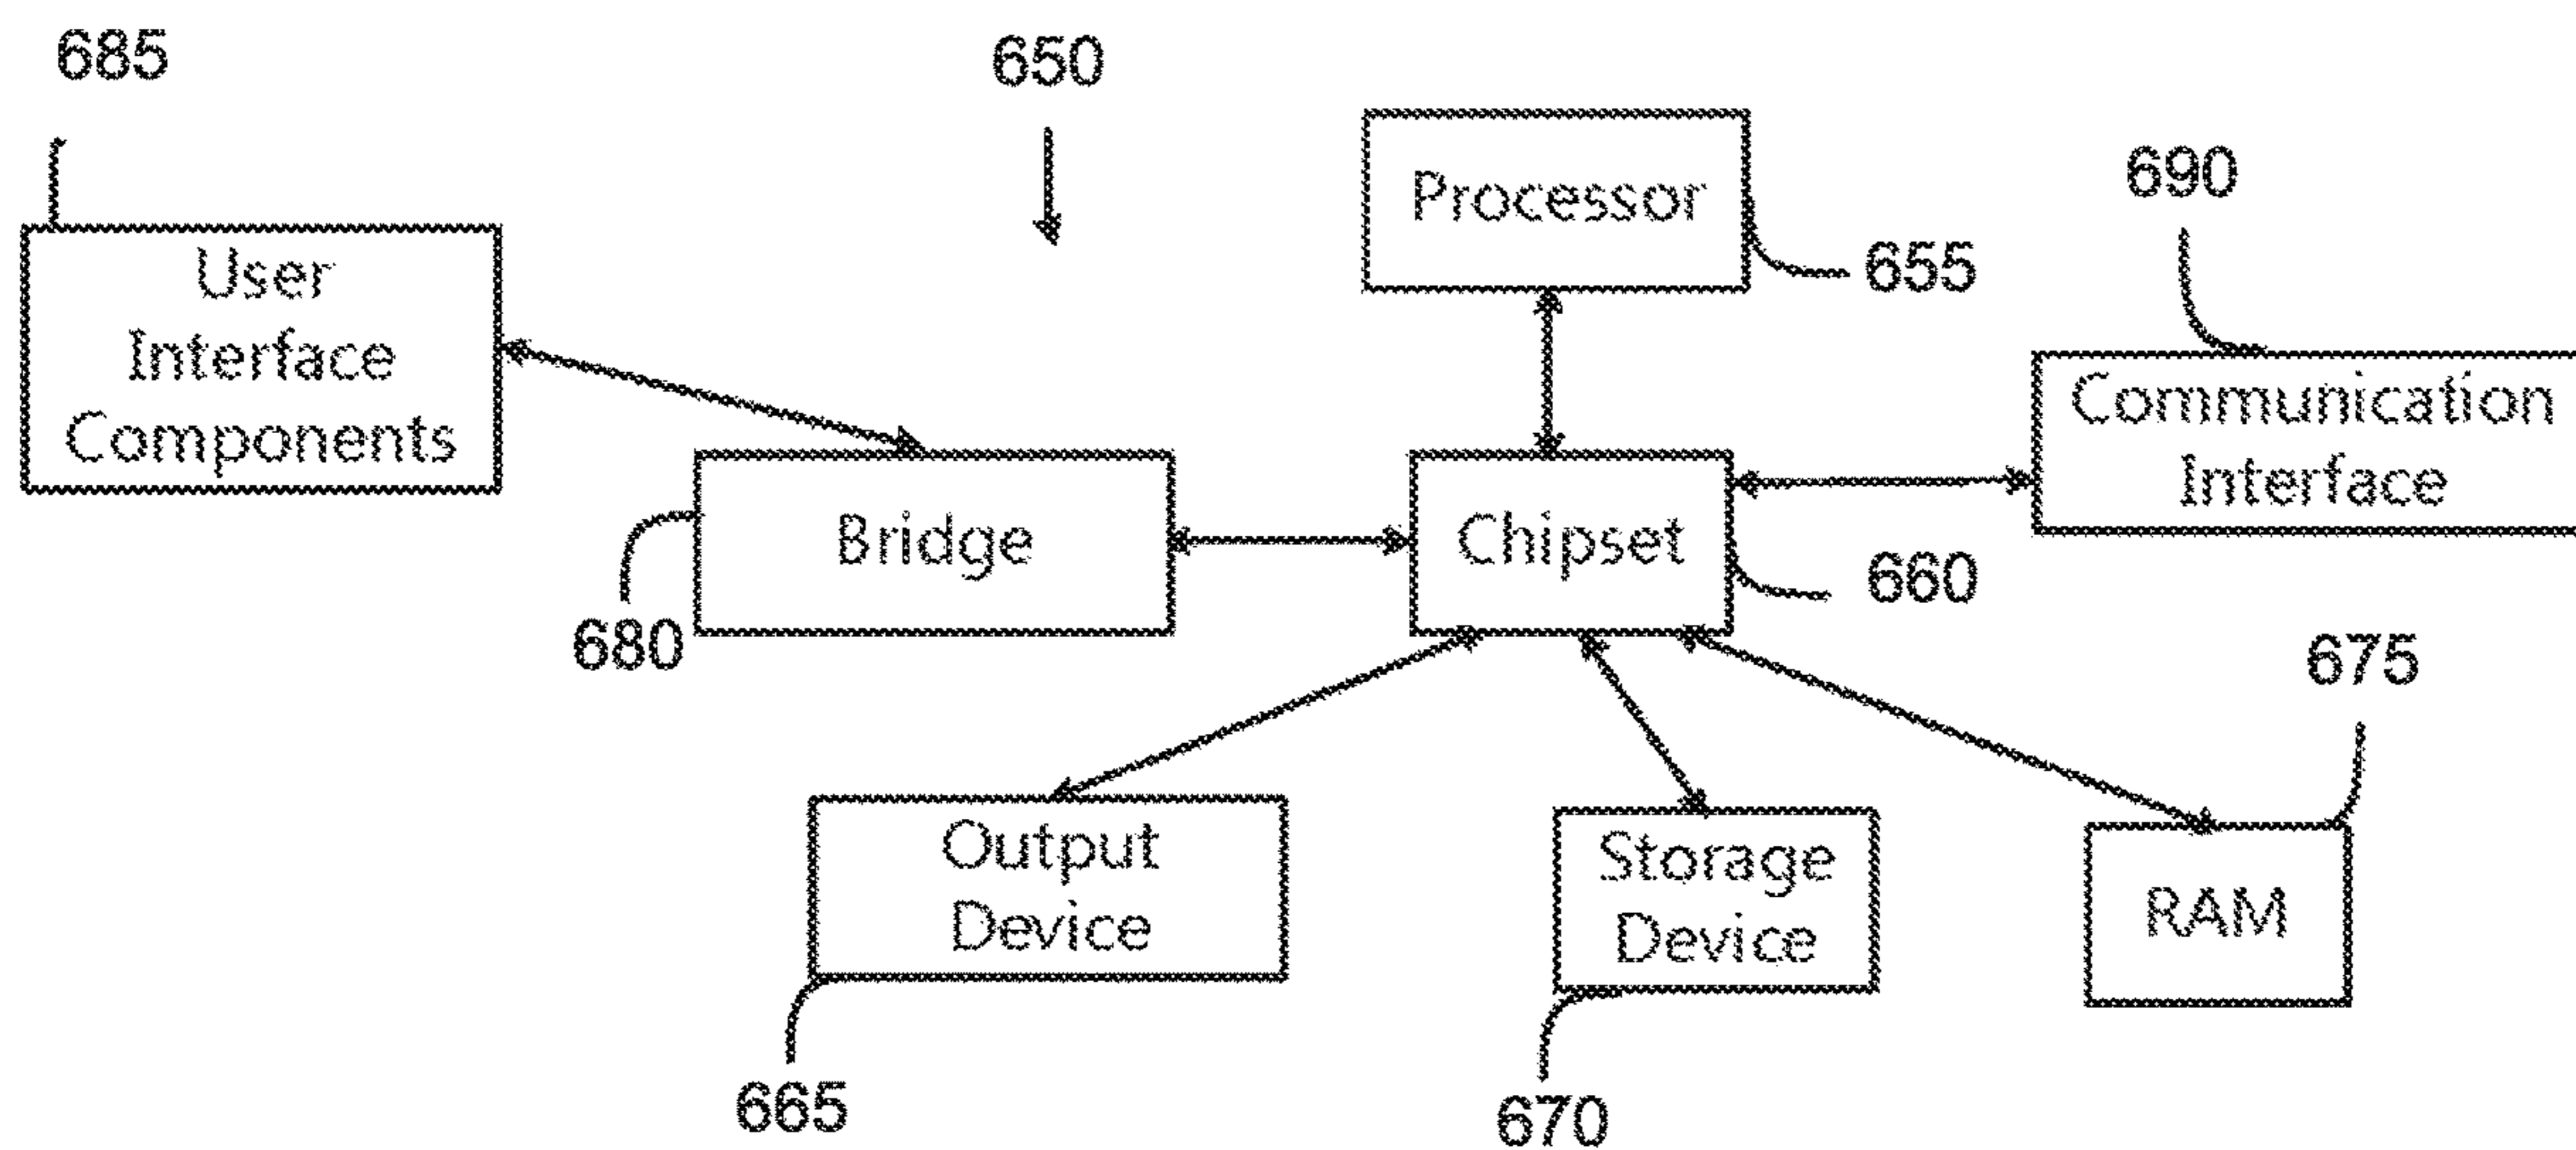 685
650
Processor
690
655
User
Interface
Components
Communication
Interface
Bridge
Chipset
660
680
675
Output
Device
Storage
Device
RAM
665
670